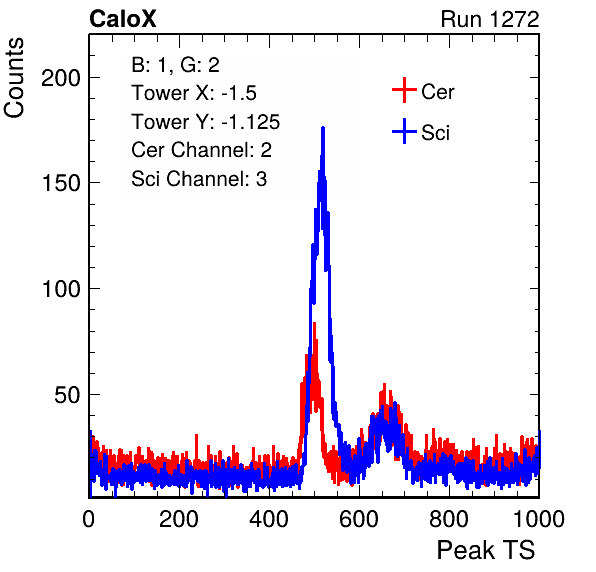 CaloX Run 1272
Counts
B: 1, G: 2
Tower X: -1.5
Tower Y: -1.125
Cer Channel: 2
Sci Channel: 3
Cer
Sci
200
150
100
50
0 200 400 600 800 1000
Peak TS